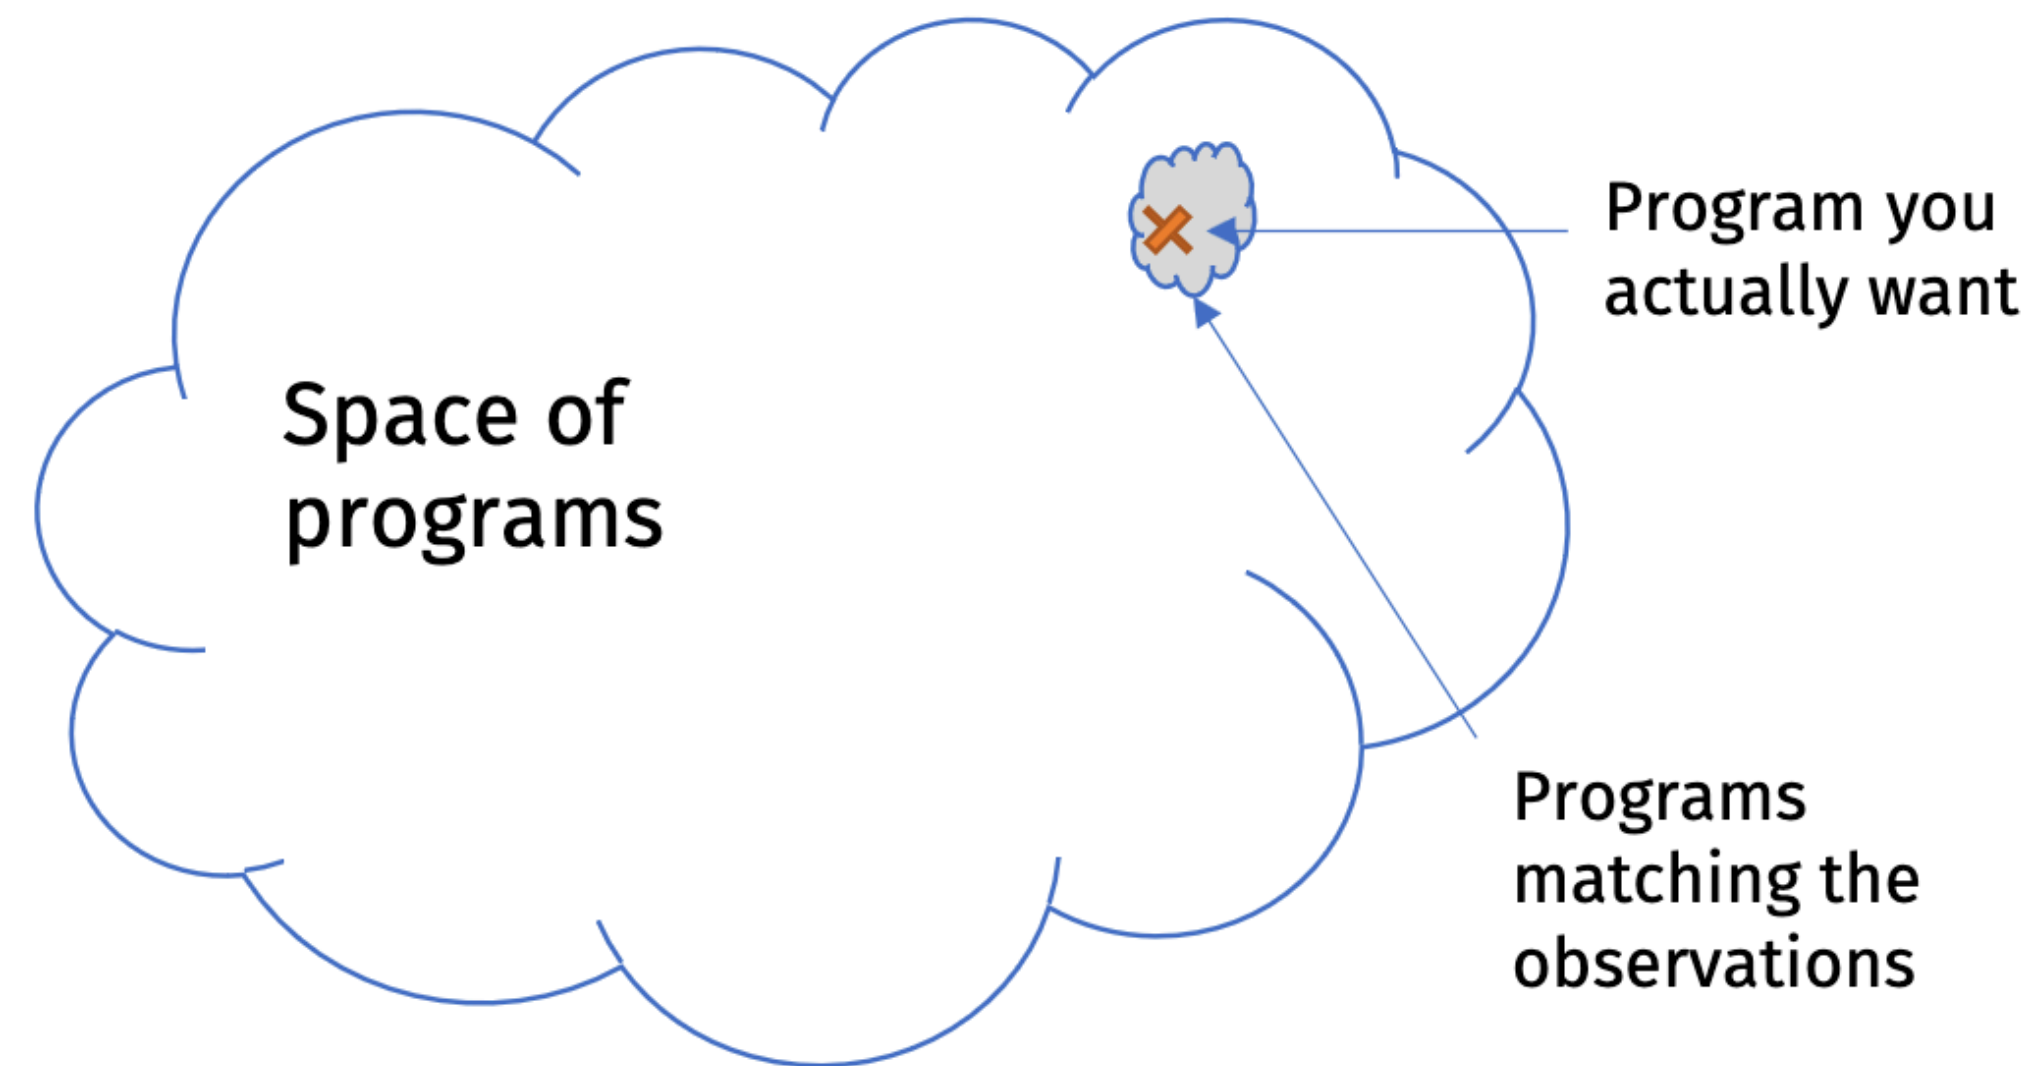 Space of
programs
Program you
actually want
Programs
matching the
observations